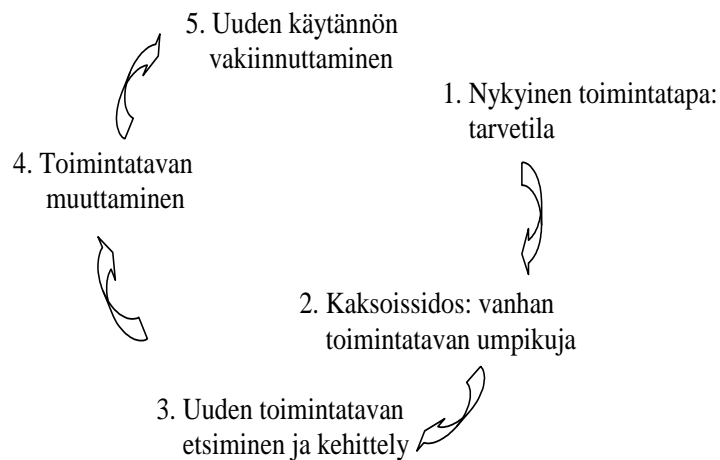 5. Uuden käytännön
vakiinnuttaminen
1. Nykyinen toimintatapa:
tarvetila
4. Toimintatavan
muuttaminen
2. Kaksoissidos: vanhan
toimintatavan umpikuja
3. Uuden toimintatavan
etsiminen ja kehittely